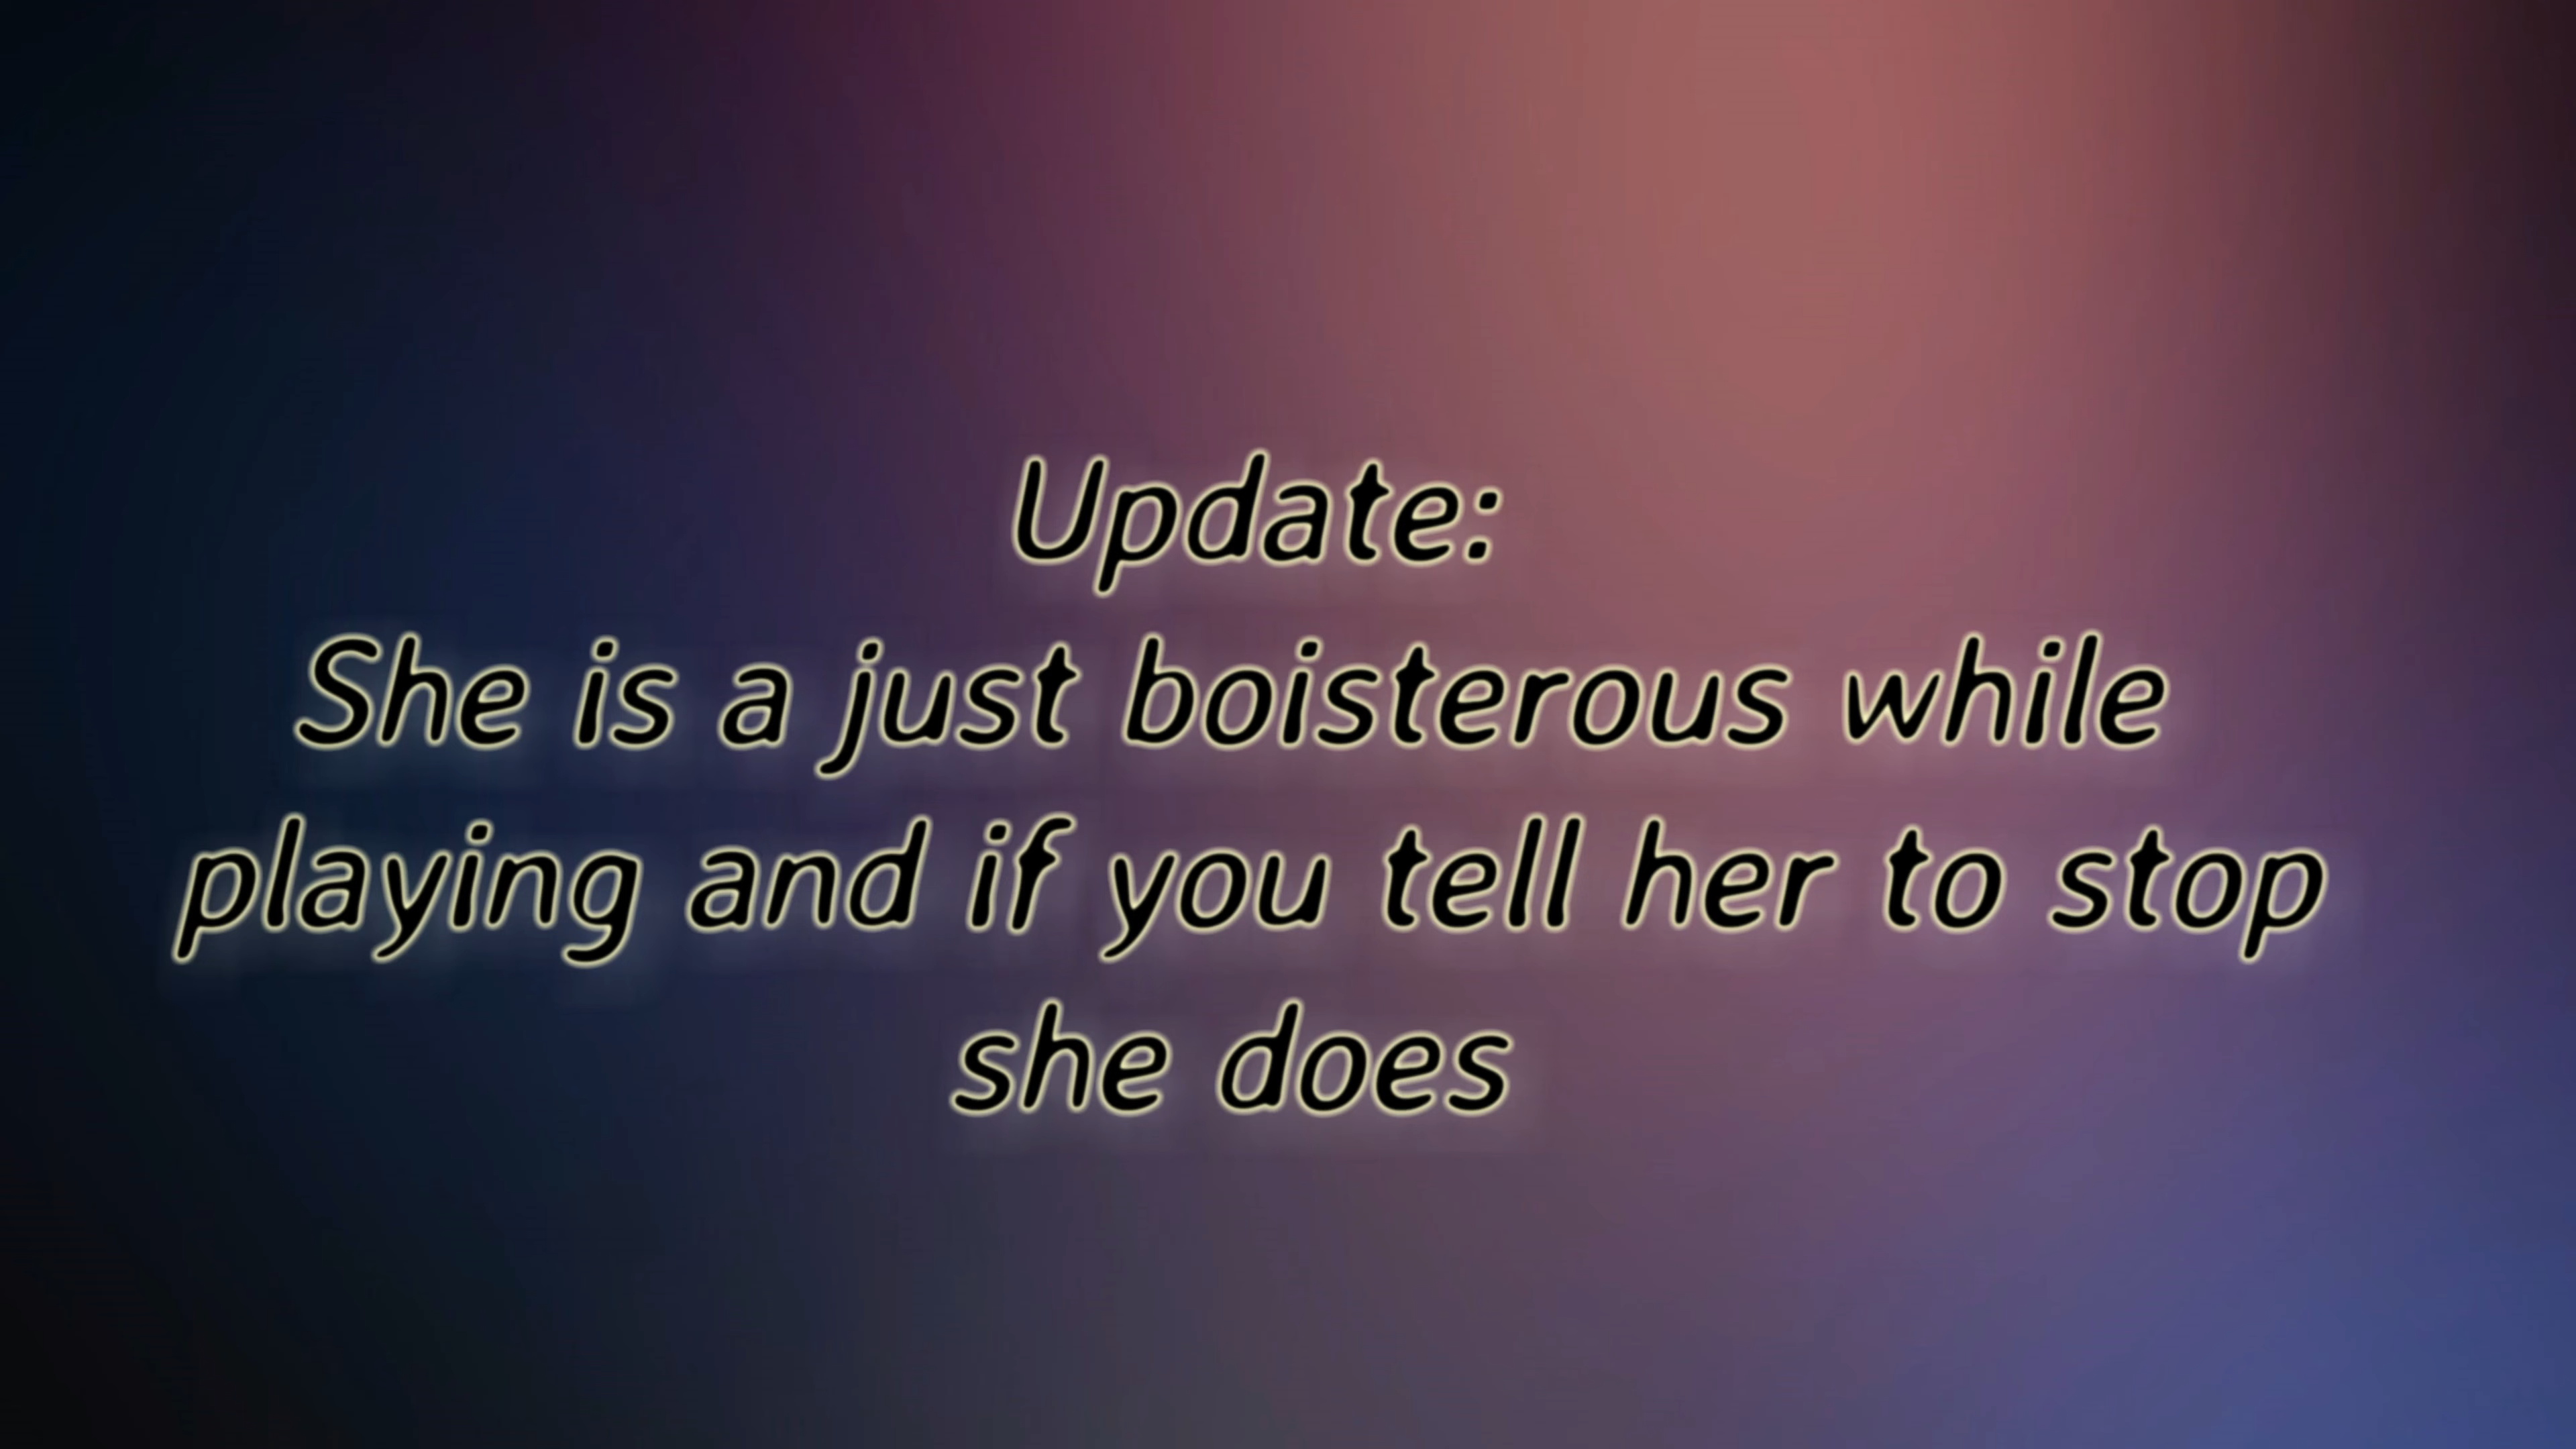 Update:
She is a just boisterous while
playing and if you tell her to stop
she does